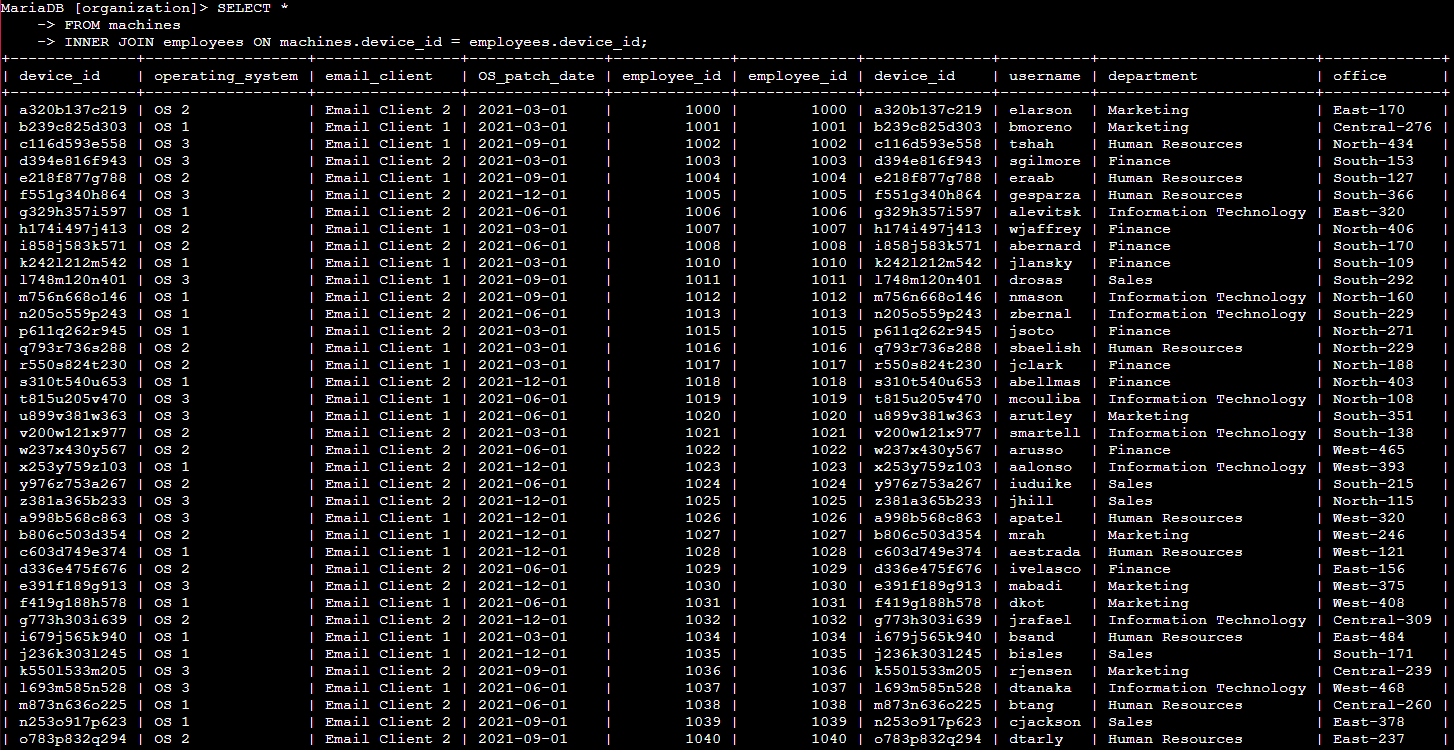 MariaDB [organization]> SELECT *
    -> FROM machines
    -> INNER JOIN employees ON machines.device_id = employees.device_id;
+--------------+------------------+----------------+---------------+-------------+-------------+--------------+----------+------------------------+-------------+
| device_id | operating_system | email_client | OS_patch_date | employee_id | employee_id | device_id | username | department | office |
+--------------+------------------+----------------+---------------+-------------+-------------+--------------+----------+------------------------+-------------+
| a320b137c219 | OS 2 | Email Client 2 | 2021-03-01 | 1000 | 1000 | a320b137c219 | elarson | Marketing | East-170 |
| b239c825d303 | OS 1 | Email Client 1 | 2021-03-01 | 1001 | 1001 | b239c825d303 | bmoreno | Marketing | Central-276 |
| c116d593e558 | OS 3 | Email Client 1 | 2021-09-01 | 1002 | 1002 | c116d593e558 | tshah | Human Resources | North-434 |
| d394e816f943 | OS 3 | Email Client 2 | 2021-03-01 | 1003 | 1003 | d394e816f943 | sgilmore | Finance | South-153 |
| e218f877g788 | OS 2 | Email Client 1 | 2021-09-01 | 1004 | 1004 | e218f877g788 | eraab | Human Resources | South-127 |
| f551g340h864 | OS 3 | Email Client 2 | 2021-12-01 | 1005 | 1005 | f551g340h864 | gesparza | Human Resources | South-366 |
| g329h357i597 | OS 1 | Email Client 2 | 2021-06-01 | 1006 | 1006 | g329h357i597 | alevitsk | Information Technology | East-320 |
| h174i497j413 | OS 2 | Email Client 1 | 2021-03-01 | 1007 | 1007 | h174i497j413 | wjaffrey | Finance | North-406 |
| i858j583k571 | OS 2 | Email Client 2 | 2021-06-01 | 1008 | 1008 | i858j583k571 | abernard | Finance | South-170 |
| k242l212m542 | OS 1 | Email Client 1 | 2021-03-01 | 1010 | 1010 | k242l212m542 | jlansky | Finance | South-109 |
| l748m120n401 | OS 3 | Email Client 1 | 2021-09-01 | 1011 | 1011 | l748m120n401 | drosas | Sales | South-292 |
| m756n668o146 | OS 1 | Email Client 2 | 2021-09-01 | 1012 | 1012 | m756n668o146 | nmason | Information Technology | North-160 |
| n205o559p243 | OS 1 | Email Client 2 | 2021-06-01 | 1013 | 1013 | n205o559p243 | zbernal | Information Technology | South-229 |
| p611q262r945 | OS 1 | Email Client 2 | 2021-03-01 | 1015 | 1015 | p611q262r945 | jsoto | Finance | North-271 |
| q793r736s288 | OS 2 | Email Client 1 | 2021-03-01 | 1016 | 1016 | q793r736s288 | sbaelish | Human Resources | North-229 |
| r550s824t230 | OS 2 | Email Client 1 | 2021-03-01 | 1017 | 1017 | r550s824t230 | jclark | Finance | North-188 |
| s310t540u653 | OS 1 | Email Client 2 | 2021-12-01 | 1018 | 1018 | s310t540u653 | abellmas | Finance | North-403 |
| t815u205v470 | OS 3 | Email Client 1 | 2021-06-01 | 1019 | 1019 | t815u205v470 | mcouliba | Information Technology | North-108 |
| u899v381w363 | OS 3 | Email Client 1 | 2021-09-01 | 1020 | 1020 | u899v381w363 | arutley | Marketing | South-351 |
| v200w121x977 | OS 2 | Email Client 2 | 2021-03-01 | 1021 | 1021 | v200w121x977 | smartell | Information Technology | South-138 |
| w237x430y567 | OS 2 | Email Client 2 | 2021-06-01 | 1022 | 1022 | w237x430y567 | arusso | Finance | West-465 |
| x253y759z103 | OS 1 | Email Client 2 | 2021-12-01 | 1023 | 1023 | x253y759z103 | aalonso | Information Technology | West-393 |
| y976z753a267 | OS 2 | Email Client 2 | 2021-06-01 | 1024 | 1024 | y976z753a267 | iuduike | Sales | South-215 |
| z381a365b233 | OS 3 | Email Client 2 | 2021-12-01 | 1025 | 1025 | z381a365b233 | jhill | Sales | North-115 |
| a998b568c863 | OS 3 | Email Client 1 | 2021-12-01 | 1026 | 1026 | a998b568c863 | apatel | Human Resources | West-320 |
| b806c503d354 | OS 2 | Email Client 1 | 2021-12-01 | 1027 | 1027 | b806c503d354 | mrah | Marketing | West-246 |
| c603d749e374 | OS 1 | Email Client 1 | 2021-06-01 | 1028 | 1028 | c603d749e374 | aestrada | Human Resources | West-121 |
| d336e475f676 | OS 2 | Email Client 2 | 2021-06-01 | 1029 | 1029 | d336e475f676 | ivelasco | Finance | East-156 |
| e391f189g913 | OS 3 | Email Client 2 | 2021-12-01 | 1030 | 1030 | e391f189g913 | mabadi | Marketing | West-375 |
| f419g188h578 | OS 1 | Email Client 1 | 2021-06-01 | 1031 | 1031 | f419g188h578 | dkot | Marketing | West-408 |
| g773h303i639 | OS 2 | Email Client 2 | 2021-12-01 | 1032 | 1032 | g773h303i639 | jrafael | Information Technology | Central-309 |
| i679j565k940 | OS 1 | Email Client 1 | 2021-03-01 | 1034 | 1034 | i679j565k940 | bsand | Human Resources | East-484 |
| j236k303l245 | OS 1 | Email Client 1 | 2021-12-01 | 1035 | 1035 | j236k303l245 | bisles | Sales | South-171 |
| k550l533m205 | OS 3 | Email Client 2 | 2021-09-01 | 1036 | 1036 | k550l533m205 | rjensen | Marketing | Central-239 |
| l693m585n528 | OS 3 | Email Client 1 | 2021-06-01 | 1037 | 1037 | l693m585n528 | dtanaka | Information Technology | West-468 |
| m873n636o225 | OS 1 | Email Client 2 | 2021-06-01 | 1038 | 1038 | m873n636o225 | btang | Human Resources | Central-260 |
| n253o917p623 | OS 1 | Email Client 2 | 2021-09-01 | 1039 | 1039 | n253o917p623 | cjackson | Sales | East-378 |
| o783p832q294 | OS 2 | Email Client 2 | 2021-09-01 | 1040 | 1040 | o783p832q294 | dtarly | Human Resources | East-237 |